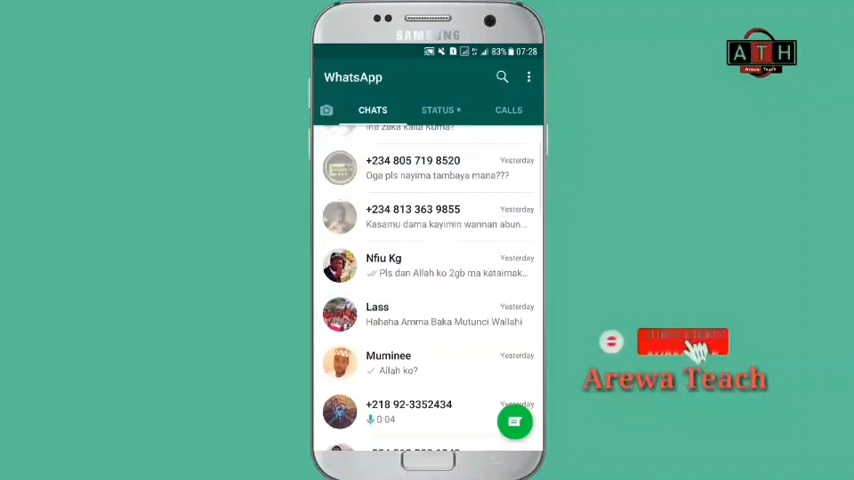 SAMSUNG
83% 07:28
WhatsApp
CHATS
STATUS
CALLS
+234 805 719 8520
Yesterday
Oga pls nayima tambaya mana???
+234 813 363 9855
Yesterday
Kasamu dama kayimin wannan abun...
Nfiu Kg
Yesterday
Pls dan Allah ko 2gb ma kataimak...
Lass
Yesterday
Hahaha Amma Baka Mutunci Wallahi
Muminee
Yesterday
Allah ko?
+218 92-3352434
Yesterday
0:04
ATH
Arewa Teach
Arewa Teach